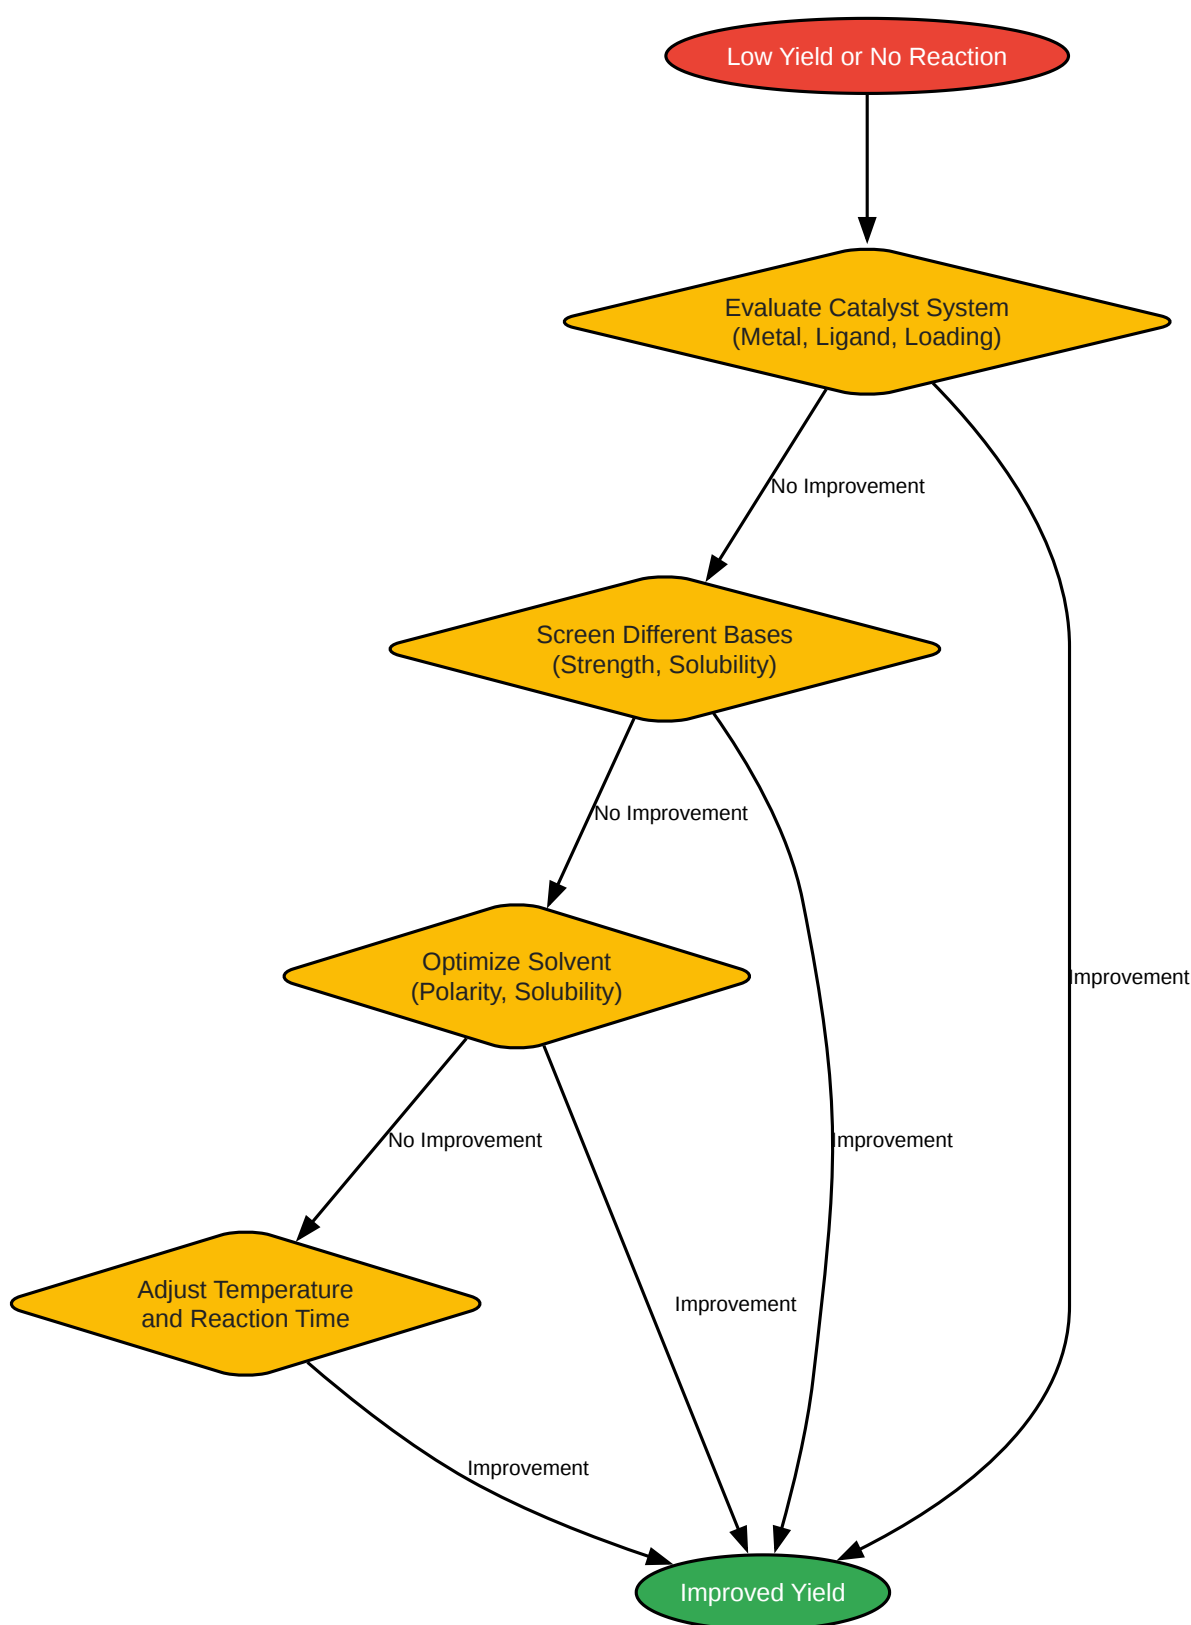 Low Yield or No Reaction
Evaluate Catalyst System
(Metal, Ligand, Loading)
No Improvement
Screen Different Bases
(Strength, Solubility)
No Improvement
Optimize Solvent
(Polarity, Solubility)
Improvement
No Improvement
Improvement
Adjust Temperature
and Reaction Time
Improvement
Improvement
Improved Yield